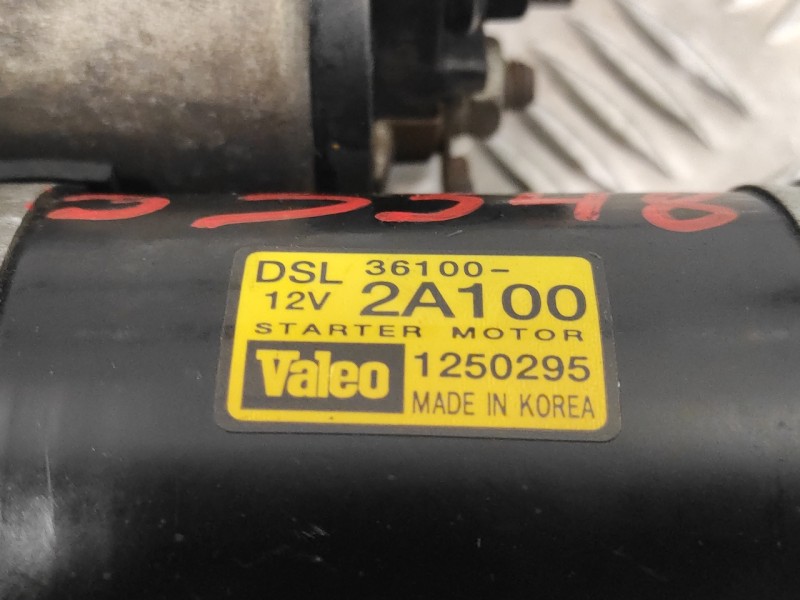 DSL 36100-
12V 2A100
STARTER MOTOR
Valeo 1250295
MADE IN KOREA